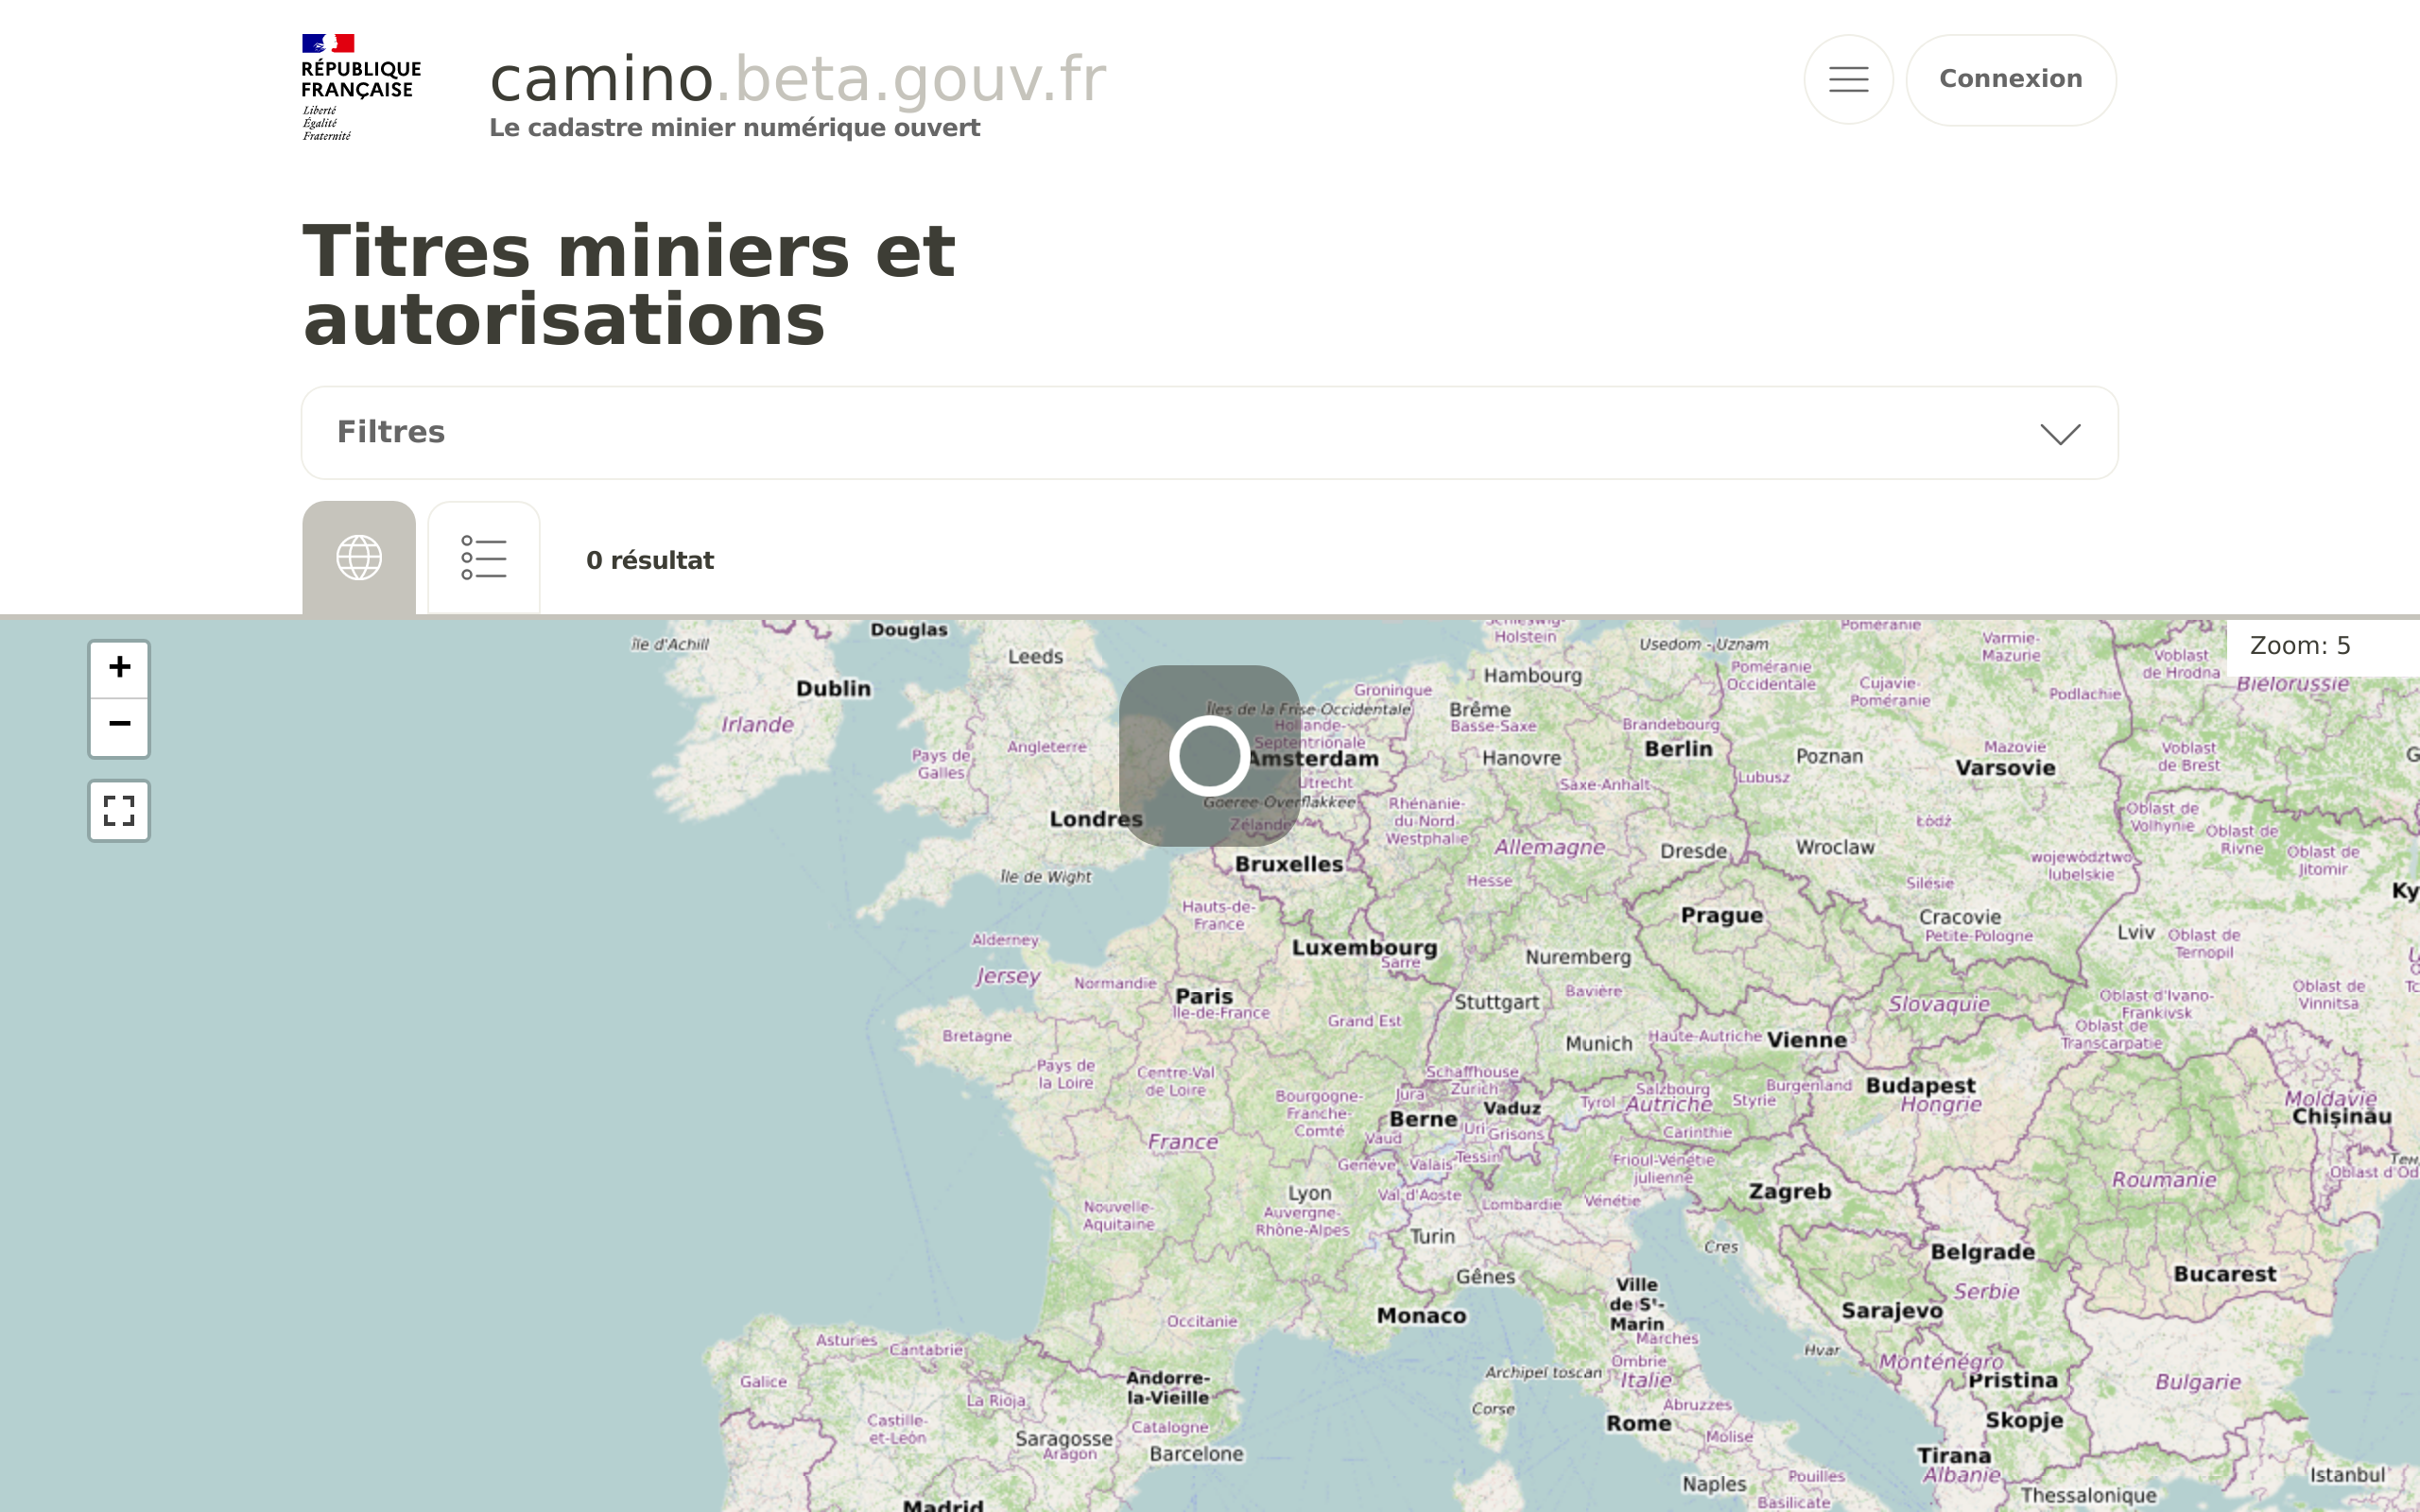 RÉPUBLIQUE
FRANÇAISE
Liberté
Égalité
Fraternité
camino.beta.gouv.fr
Le cadastre minier numérique ouvert
Connexion
Titres miniers et
autorisations
Filtres
0 résultat
+
−
Zoom: 5
Île d'Achill
Douglas
Leeds
Dublin
Irlande
Pays de
Galles
Angleterre
Londres
Île de Wight
Holstein
Hambourg
Usedom - Uznam
Poméranie
Poméranie
Occidentale
Varmie-
Mazurie
Voblast
de Hrodna
Biélorussie
Groningue
Îles de la Frise-Occidentale
Hollande-
Septentrionale
Amsterdam
Utrecht
Goeree-Overflakkee
Zélande
Brême
Basse-Saxe
Hanovre
Brandebourg
Berlin
Saxe-Anhalt
Lubusz
Cujavie-
Poméranie
Podlachie
Poznan
Mazovie
Varsovie
Voblast
de Brest
Rhénanie-
du-Nord-
Westphalie
Allemagne
Dresde
Wroclaw
Łódź
województwo
lubelskie
Oblast de
Volhynie
Oblast de
Rivne
Oblast de
Jitomir
Bruxelles
Hesse
Silésie
Ky
Hauts-de-
France
Luxembourg
Sarre
Prague
Cracovie
Petite-Pologne
Lviv
Oblast de
Ternopil
Alderney
Jersey
Normandie
Paris
Île-de-France
Grand Est
Nuremberg
Stuttgart
Bavière
Slovaquie
Oblast d'Ivano-
Frankivsk
Oblast de
Vinnitsa
Oblast de
Transcarpatie
Bretagne
Pays de
la Loire
Centre-Val
de Loire
Munich
Haute-Autriche
Vienne
Schaffhouse
Zurich
Bourgogne-
Franche-
Comté
Jura
Berne
Vaduz
Tyrol
Salzbourg
Autriche
Styrie
Burgenland
Budapest
Hongrie
Moldavie
Chișinău
France
Vaud
Uri
Grisons
Carinthie
Genève
Valais
Tessin
Frioul-Vénétie
julienne
Oblast d'Od
Roumanie
Lyon
Auvergne-
Rhône-Alpes
Val d'Aoste
Lombardie
Vénétie
Zagreb
Nouvelle-
Aquitaine
Turin
Cres
Belgrade
Serbie
Bucarest
Gênes
Ville
de Sᵗ-
Marin
Marches
Monaco
Sarajevo
Occitanie
Asturies
Cantabrie
Galice
La Rioja
Andorre-
la-Vieille
Archipel toscan
Ombrie
Italie
Hvar
Monténégro
Pristina
Bulgarie
Castille-
et-León
Saragosse
Aragon
Catalogne
Barcelone
Corse
Abruzzes
Rome
Molise
Skopje
Tirana
Albanie
Madrid
Naples
Pouilles
Basilicate
Thessalonique
Istanbul